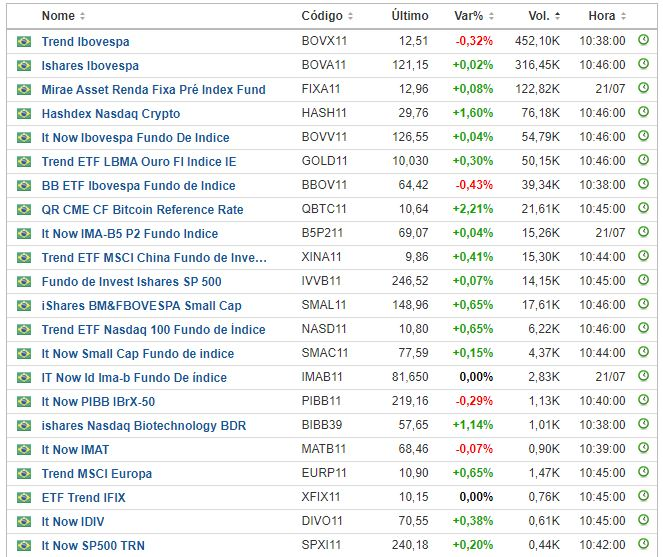 Nome Código Último Var% Vol. Hora
Trend Ibovespa BOVX11 12,51 -0,32% 452,10K 10:38:00
Ishares Ibovespa BOVA11 121,15 +0,02% 316,45K 10:46:00
Mirae Asset Renda Fixa Pré Index Fund FIXA11 12,96 +0,08% 122,82K 21/07
Hashdex Nasdaq Crypto HASH11 29,76 +1,60% 76,18K 10:46:00
It Now Ibovespa Fundo De Indice BOVV11 126,55 +0,04% 54,79K 10:46:00
Trend ETF LBMA Ouro FI Indice IE GOLD11 10,030 +0,30% 50,15K 10:46:00
BB ETF Ibovespa Fundo de Indice BBOV11 64,42 -0,43% 39,34K 10:38:00
QR CME CF Bitcoin Reference Rate QBTC11 10,64 +2,21% 21,61K 10:45:00
It Now IMA-B5 P2 Fundo Indice B5P211 69,07 +0,04% 15,26K 21/07
Trend ETF MSCI China Fundo de Inve... XINA11 9,86 +0,41% 15,30K 10:44:00
Fundo de Invest Ishares SP 500 IVVB11 246,52 +0,07% 14,15K 10:45:00
iShares BM&FBOVESPA Small Cap SMAL11 148,96 +0,65% 17,61K 10:46:00
Trend ETF Nasdaq 100 Fundo de Índice NASD11 10,80 +0,65% 6,22K 10:46:00
It Now Small Cap Fundo de indice SMAC11 77,59 +0,15% 4,37K 10:44:00
IT Now Id Ima-b Fundo De índice IMAB11 81,650 0,00% 2,83K 21/07
It Now PIBB IBrX-50 PIBB11 219,16 -0,29% 1,13K 10:40:00
ishares Nasdaq Biotechnology BDR BIBB39 57,65 +1,14% 1,01K 10:38:00
It Now IMAT MATB11 68,46 -0,07% 0,90K 10:39:00
Trend MSCI Europa EURP11 10,90 +0,65% 1,47K 10:45:00
ETF Trend IFIX XFIX11 10,15 0,00% 0,76K 10:45:00
It Now IDIV DIVO11 70,55 +0,38% 0,61K 10:45:00
It Now SP500 TRN SPXI11 240,18 +0,20% 0,44K 10:42:00